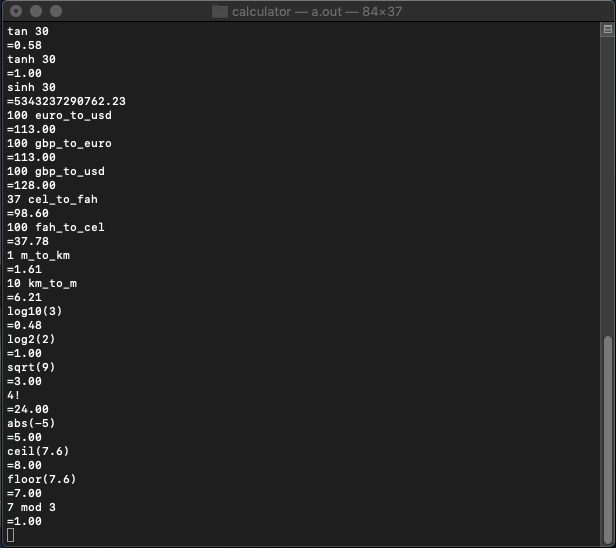 calculator — a.out — 84×37
tan 30
=0.58
tanh 30
=1.00
sinh 30
=5343237290762.23
100 euro_to_usd
=113.00
100 gbp_to_euro
=113.00
100 gbp_to_usd
=128.00
37 cel_to_fah
=98.60
100 fah_to_cel
=37.78
1 m_to_km
=1.61
10 km_to_m
=6.21
log10(3)
=0.48
log2(2)
=1.00
sqrt(9)
=3.00
4!
=24.00
abs(-5)
=5.00
ceil(7.6)
=8.00
floor(7.6)
=7.00
7 mod 3
=1.00